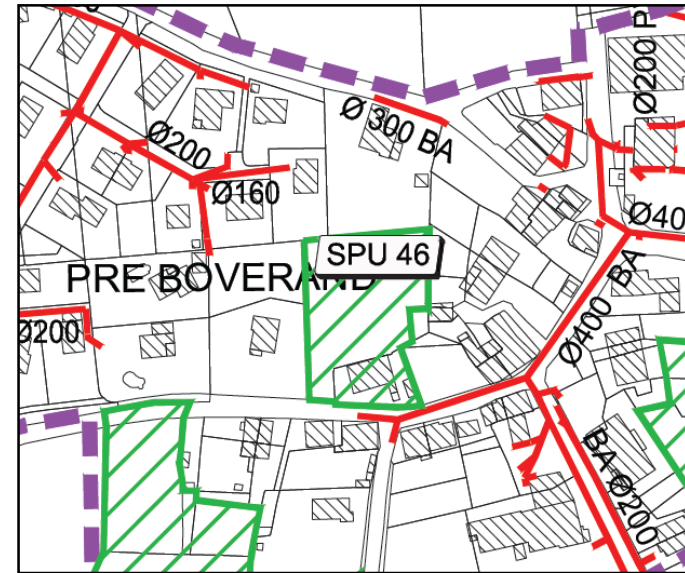 Ø200 P
Ø 300 BA
Ø200
Ø160
Ø40
SPU 46
PRE BOVERAND
Ø200
Ø400 BA
BA Ø200